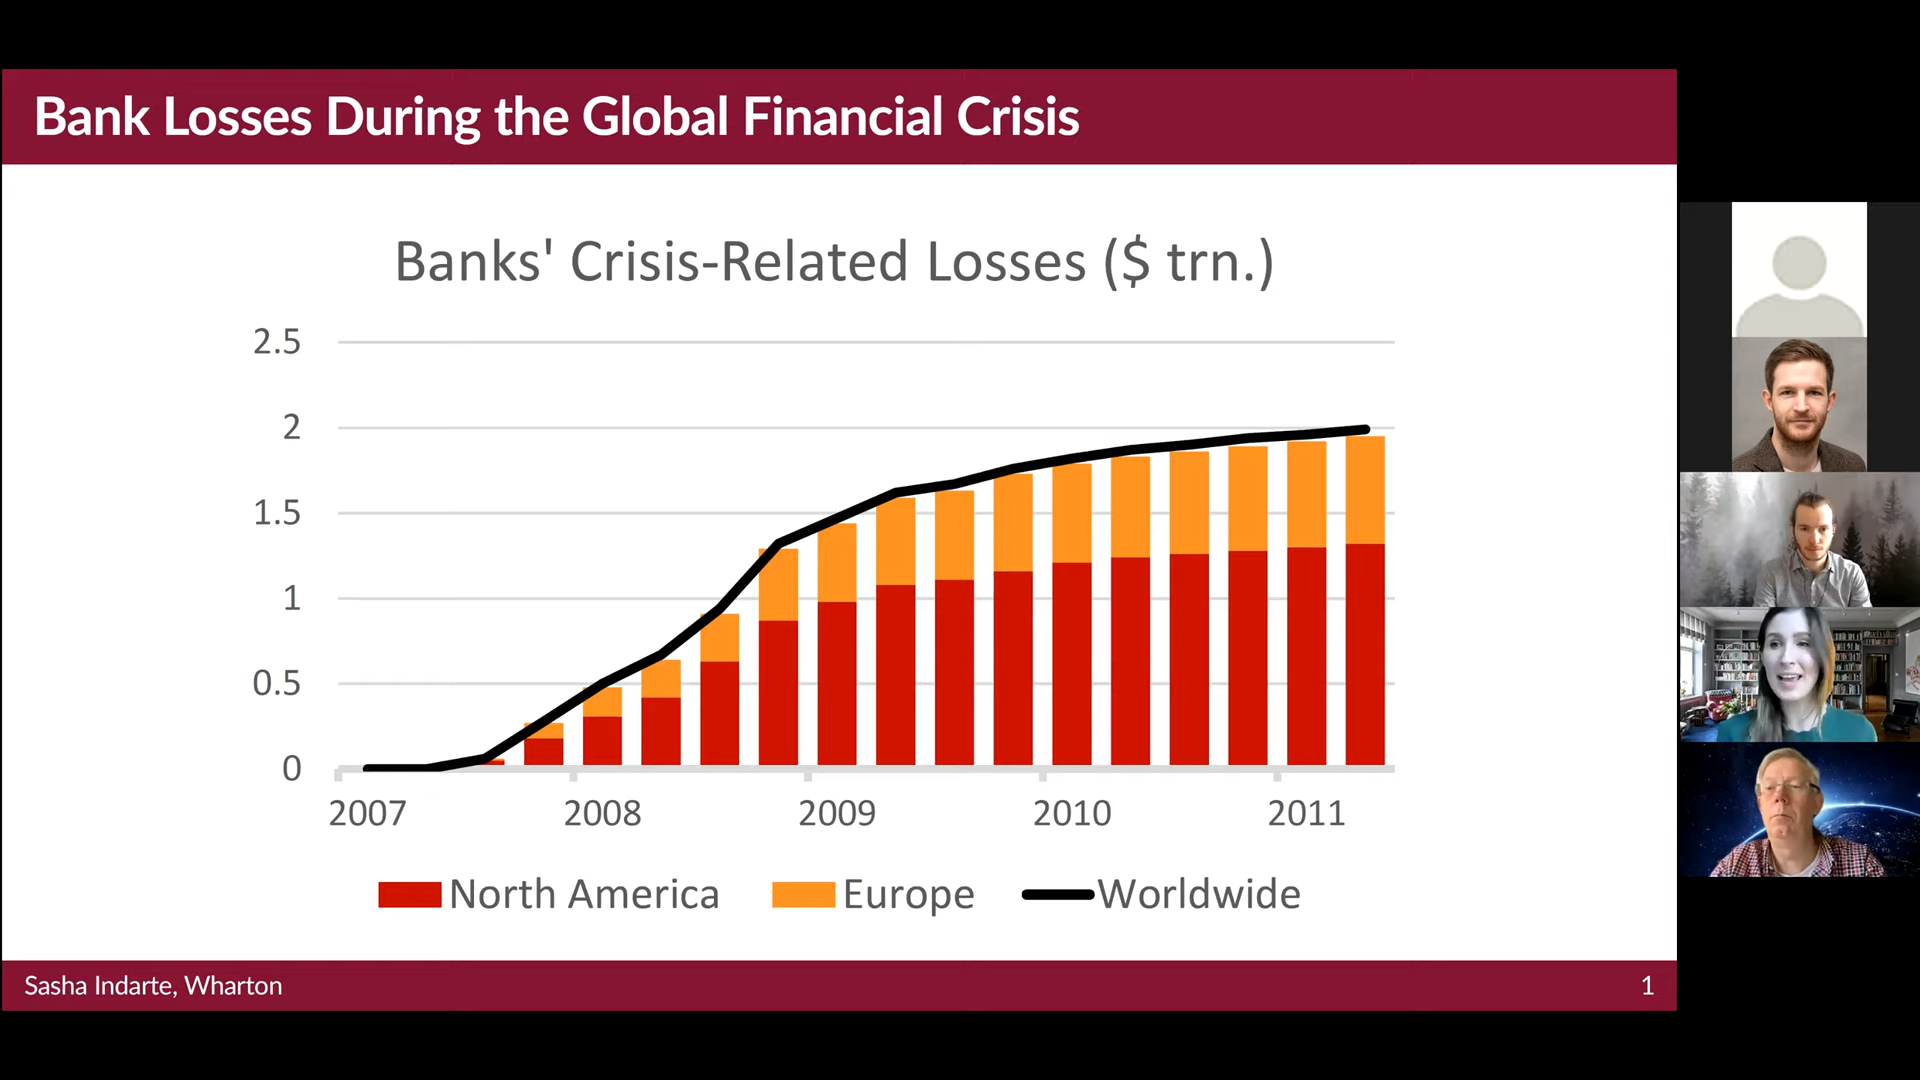 Bank Losses During the Global Financial Crisis
Banks' Crisis-Related Losses ($ trn.)
2.5
2
1.5
1
0.5
0
2007 2008 2009 2010 2011
North America Europe Worldwide
Sasha Indarte, Wharton 1